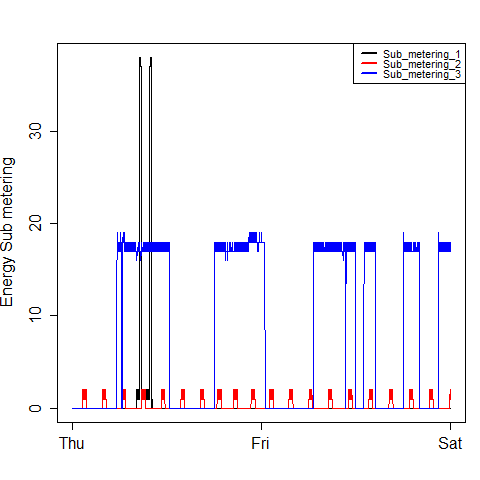 Sub_metering_1
Sub_metering_2
Sub_metering_3
Energy Sub metering
30
20
10
0
Thu Fri Sat